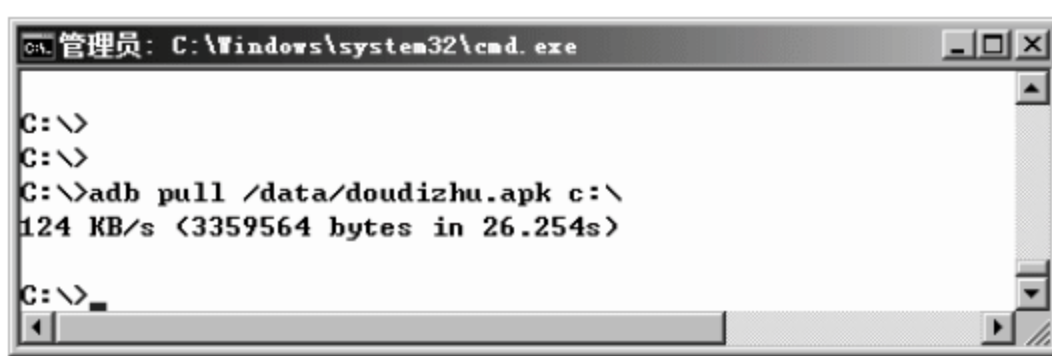 管理员: C:\Windows\system32\cmd.exe
C:\>
C:\>
C:\>adb pull /data/doudizhu.apk c:\
124 KB/s (3359564 bytes in 26.254s)
C:\>_